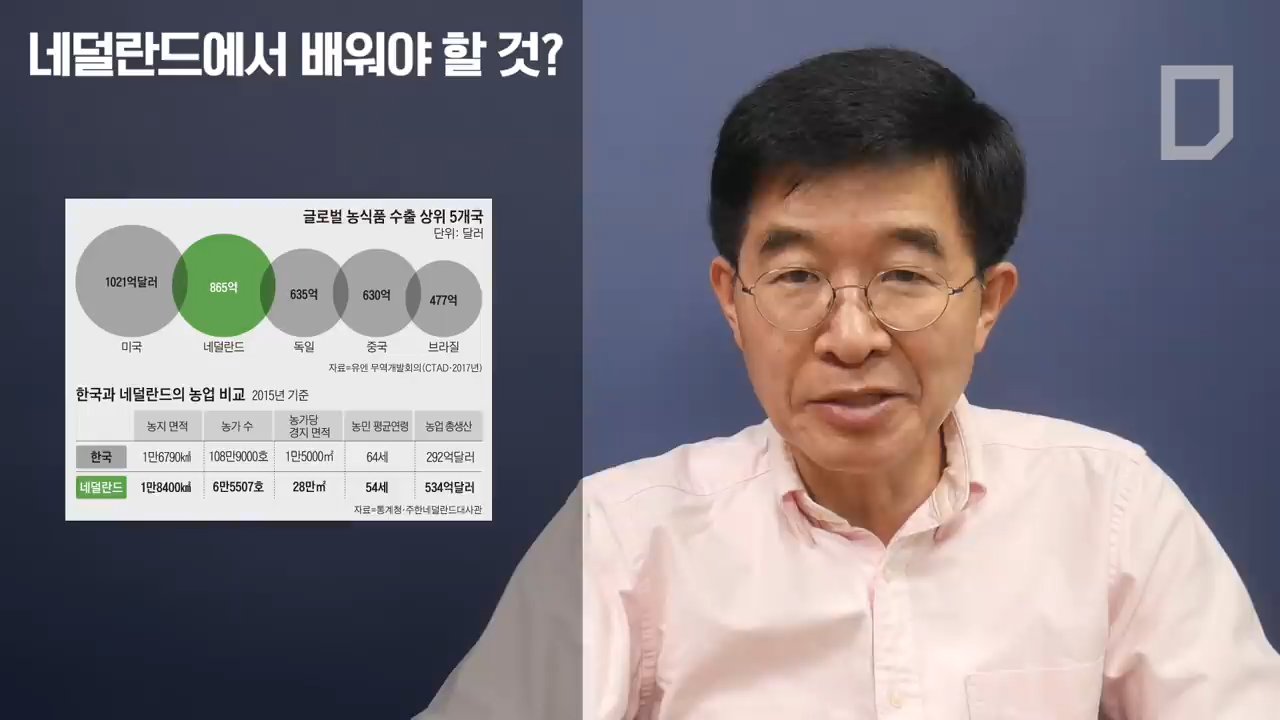 네덜란드에서 배워야 할 것?
글로벌 농식품 수출 상위 5개국
단위: 달러
1021억달러 865억 635억 630억 477억
미국 네덜란드 독일 중국 브라질
자료=유엔 무역개발회의(CTAD·2017년)
한국과 네덜란드의 농업 비교 2015년 기준
농지 면적 농가 수 농가당 경지 면적 농민 평균연령 농업 총생산
한국 1만6790㎢ 108만9000호 1만5000㎡ 64세 292억달러
네덜란드 1만8400㎢ 6만5507호 28만㎡ 54세 534억달러
자료=통계청·주한네덜란드대사관